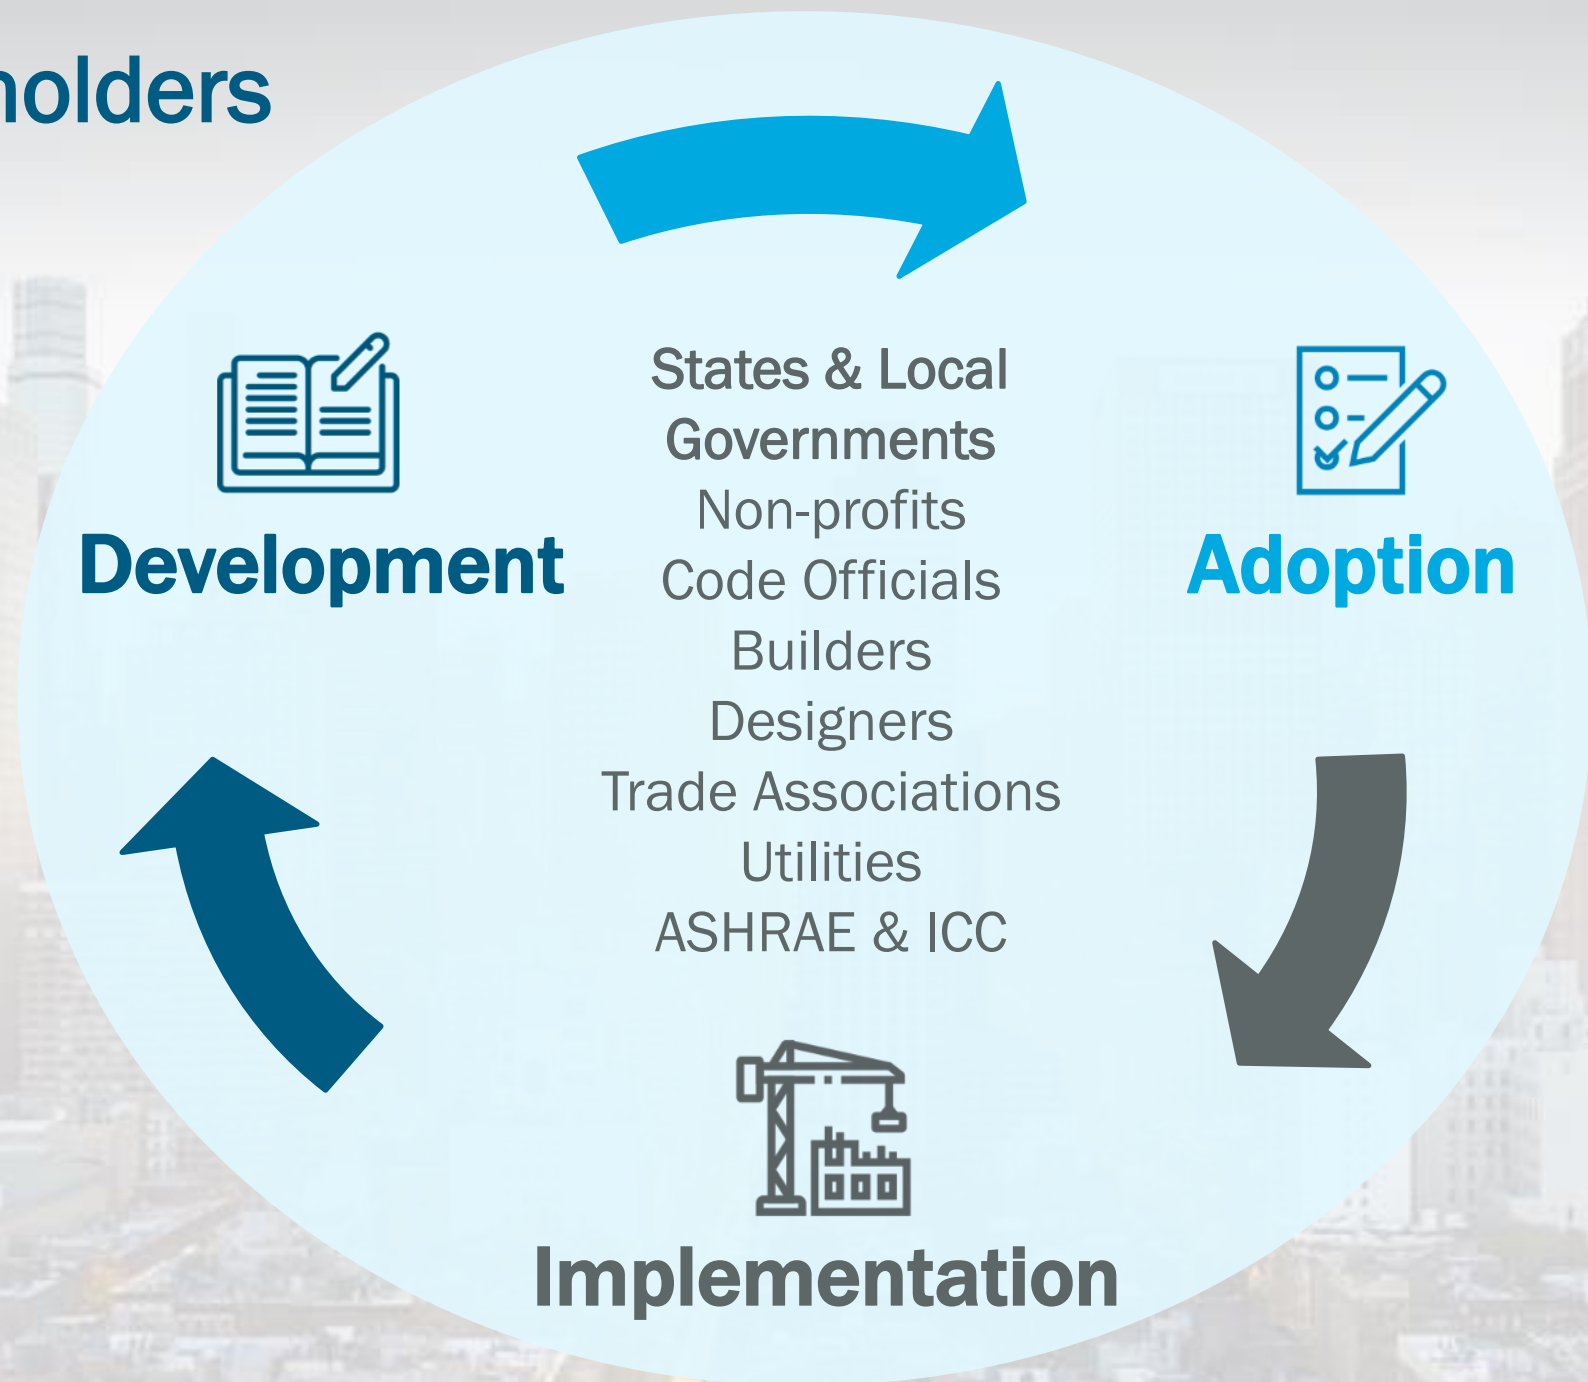 holders
States & Local
Governments
Non-profits
Code Officials
Builders
Designers
Trade Associations
Utilities
ASHRAE & ICC
Development
Adoption
Implementation